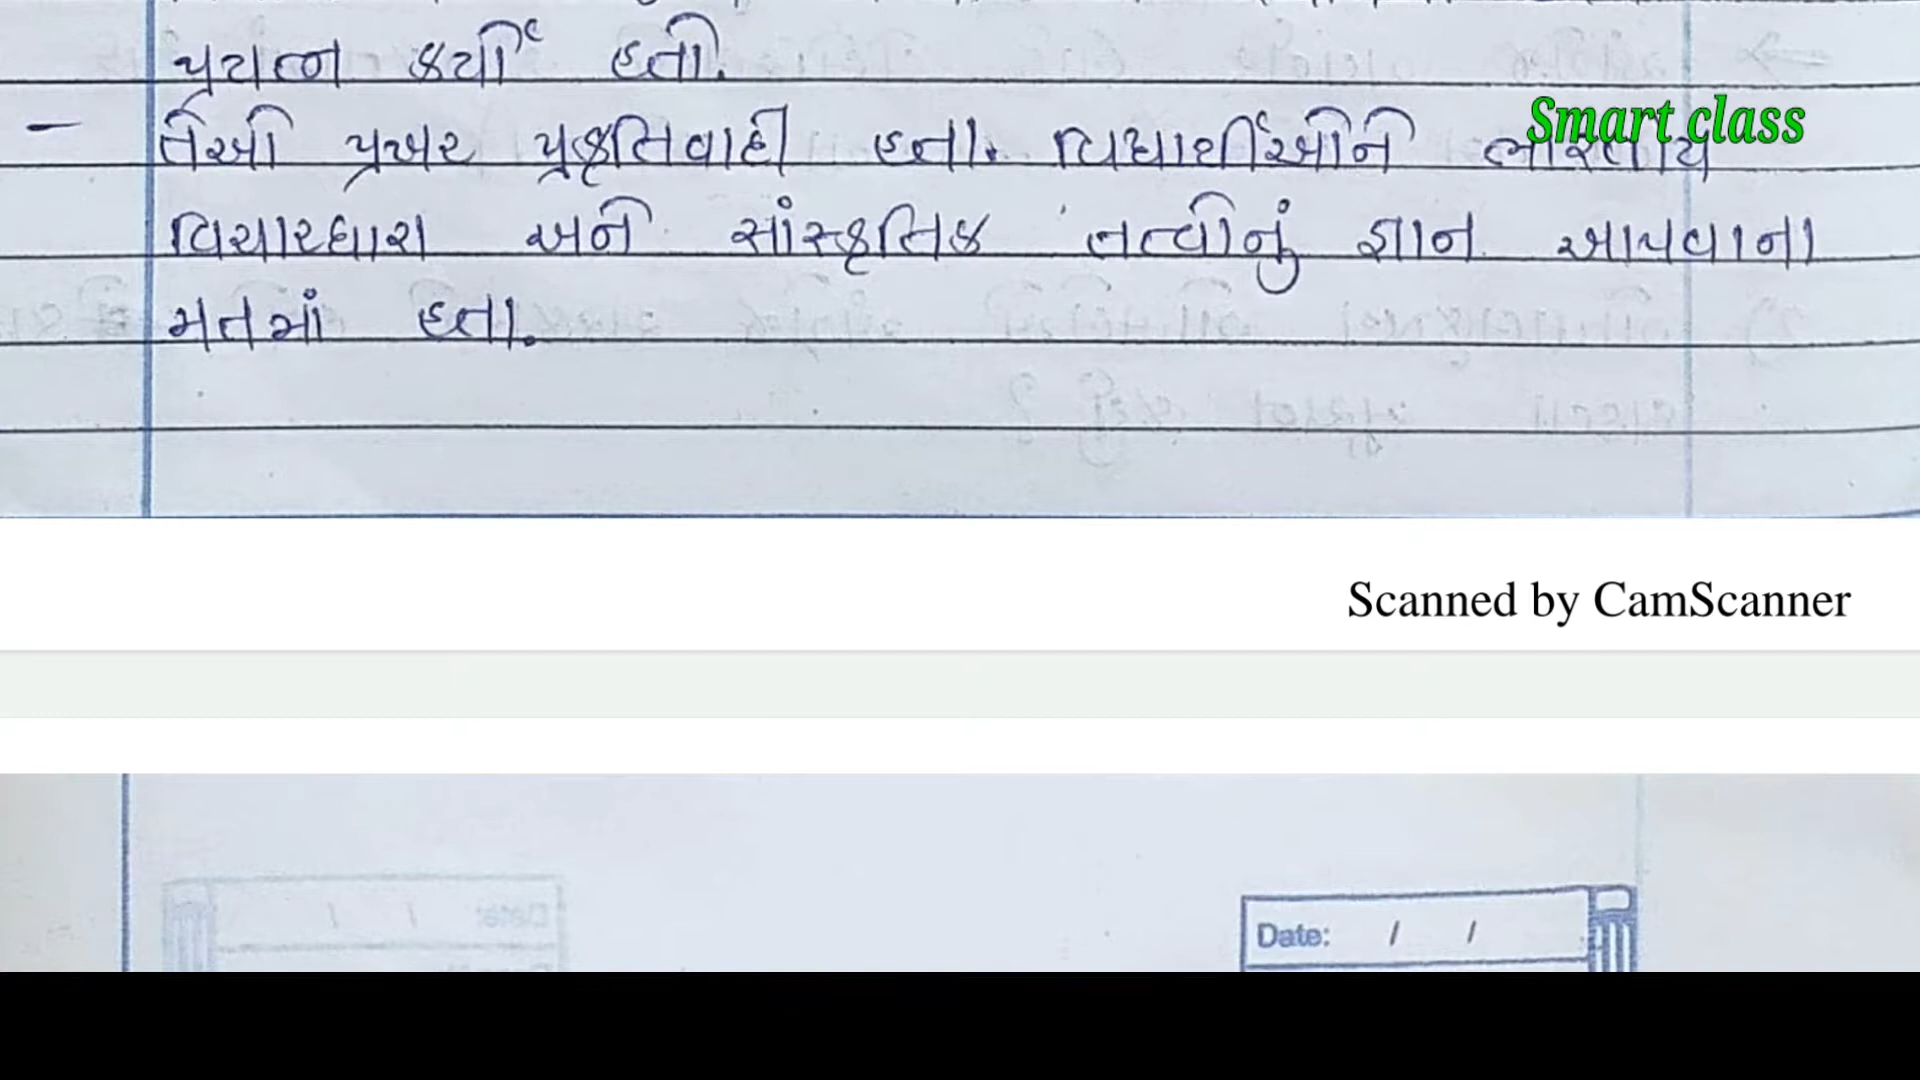 પ્રયત્ન કર્યો હતો.
Smart class
– તેઓ પ્રખર પ્રકૃતિવાદી હતા. વિદ્યાર્થીઓને ભારતીય
વિચારધારા અને સાંસ્કૃતિક તત્વોનું જ્ઞાન આપવાના
મતમાં હતા.
Scanned by CamScanner
Date: / /